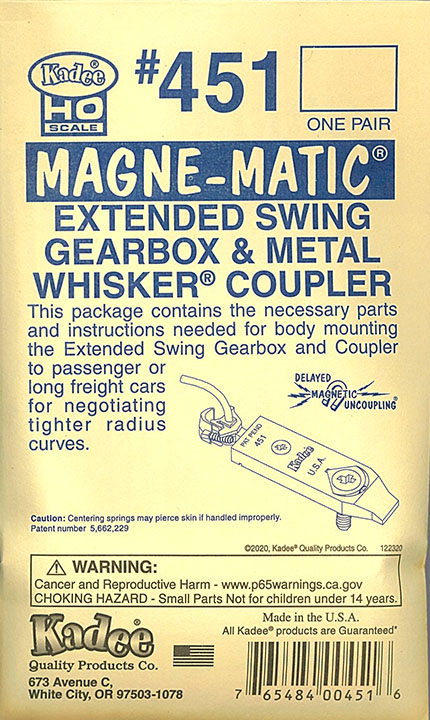 Kadee®
HO
SCALE
#451
ONE PAIR
MAGNE-MATIC®
EXTENDED SWING
GEARBOX & METAL
WHISKER® COUPLER
This package contains the necessary parts
and instructions needed for body mounting
the Extended Swing Gearbox and Coupler
to passenger or
long freight cars
for negotiating
tighter radius
curves.
DELAYED
MAGNETIC
UNCOUPLING®
PAT PEND
451
Kadee
U.S.A.
Caution: Centering springs may pierce skin if handled improperly.
Patent number 5,662,229
©2020, Kadee® Quality Products Co. 122320
⚠ WARNING:
Cancer and Reproductive Harm - www.p65warnings.ca.gov
CHOKING HAZARD - Small Parts Not for children under 14 years.
Kadee®
Quality Products Co.
673 Avenue C,
White City, OR 97503-1078
Made in the U.S.A.
All Kadee® products are Guaranteed*
7 65484 00451 6